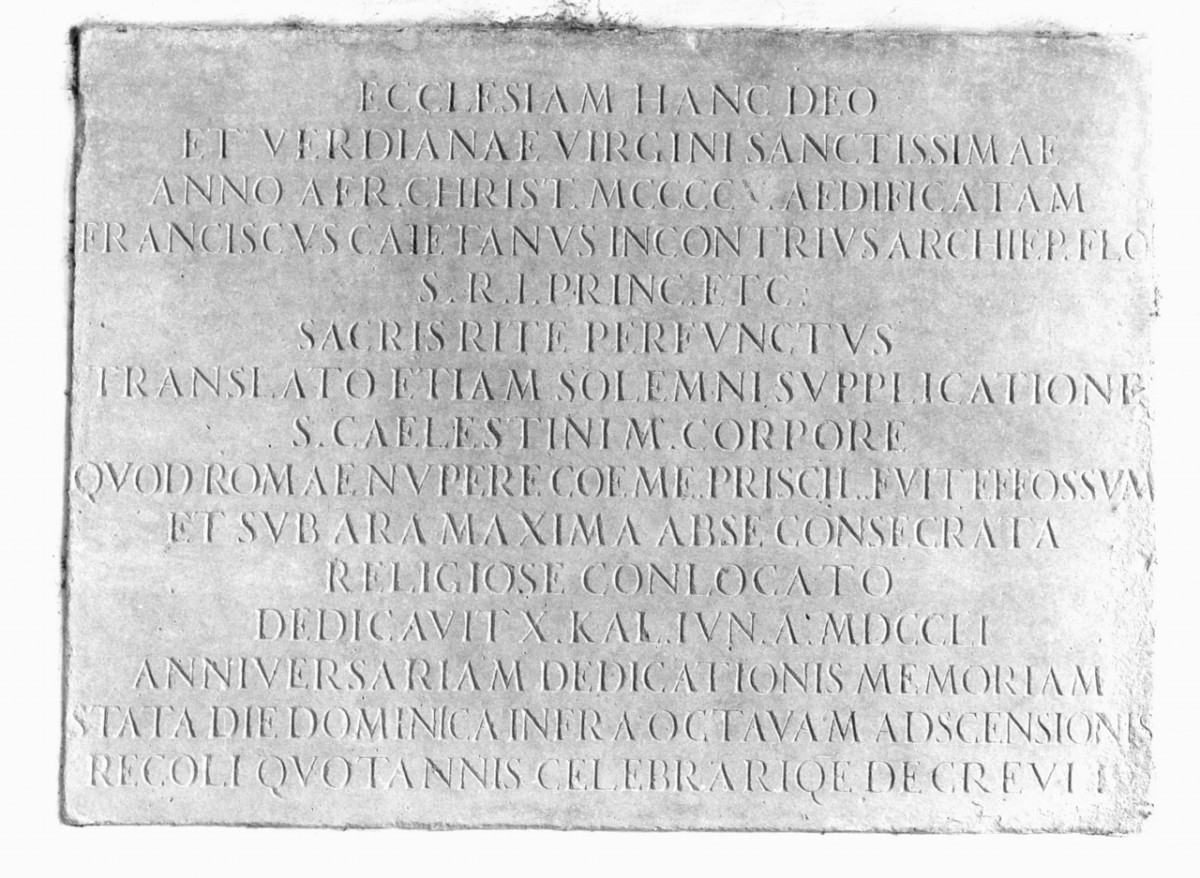 ECCLESIAM HANC DEO
ET VERDIANAE VIRGINI SANCTISSIMAE
ANNO AER. CHRIST. AEDIFICATAM
FRANCISCVS CAIETANVS INCONTRIVS ARCHIEP. FLO
S. R. I. PRINC. ETC:
SACRIS RITE PERFVNCTVS
TRANSLATO ETIAM SOLEMNI SVPPLICATIONE
S. CAELESTINI M. CORPORE
QVOD ROMAE NVPER E COEME. PRISCIL. FVIT EFFOSSVM
ET SVB ARA MAXIMA AB SE CONSECRATA
RELIGIOSE CONLOCATO
DEDICAVIT X. KAL. IVN. A. MDCCLI
ANNIVERSARIAM DEDICATIONIS MEMORIAM
STATA DIE DOMINICA INFRA OCTAVAM ADSCENSIONIS
RECOLI QVOTANNIS CELEBRARIQE DECREVIT